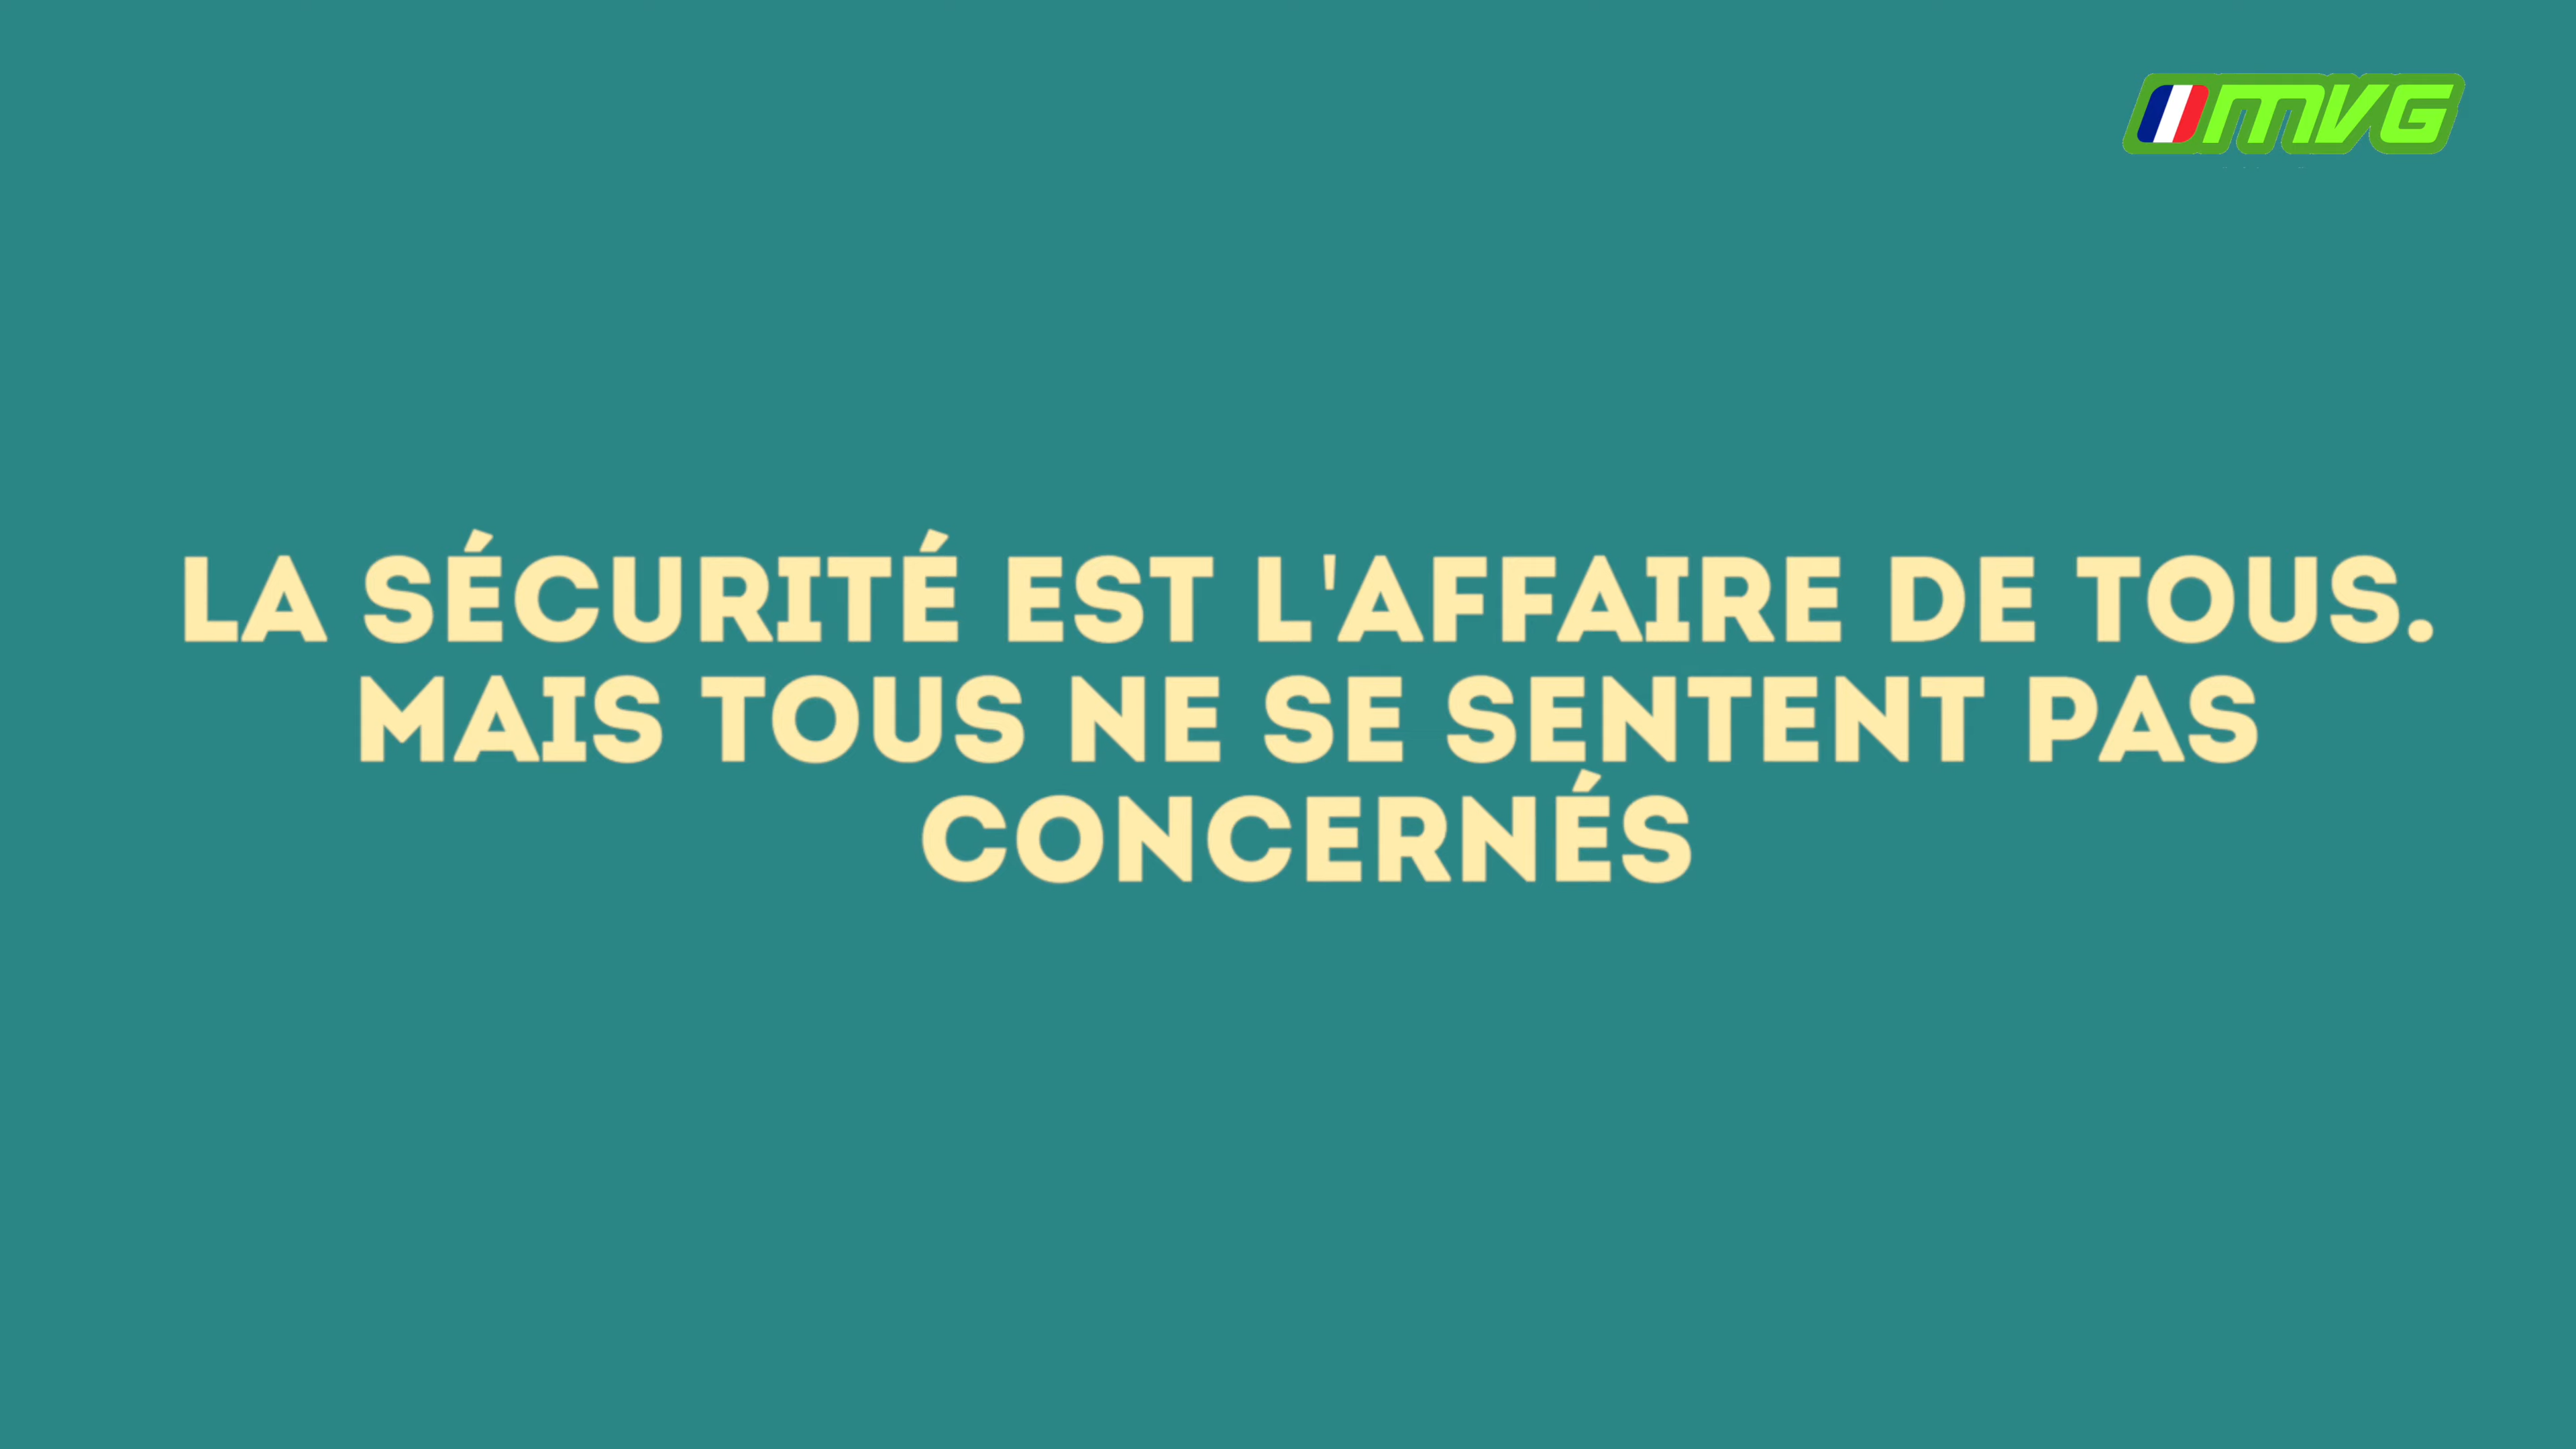 MVG
LA SÉCURITÉ EST L'AFFAIRE DE TOUS.
MAIS TOUS NE SE SENTENT PAS
CONCERNÉS